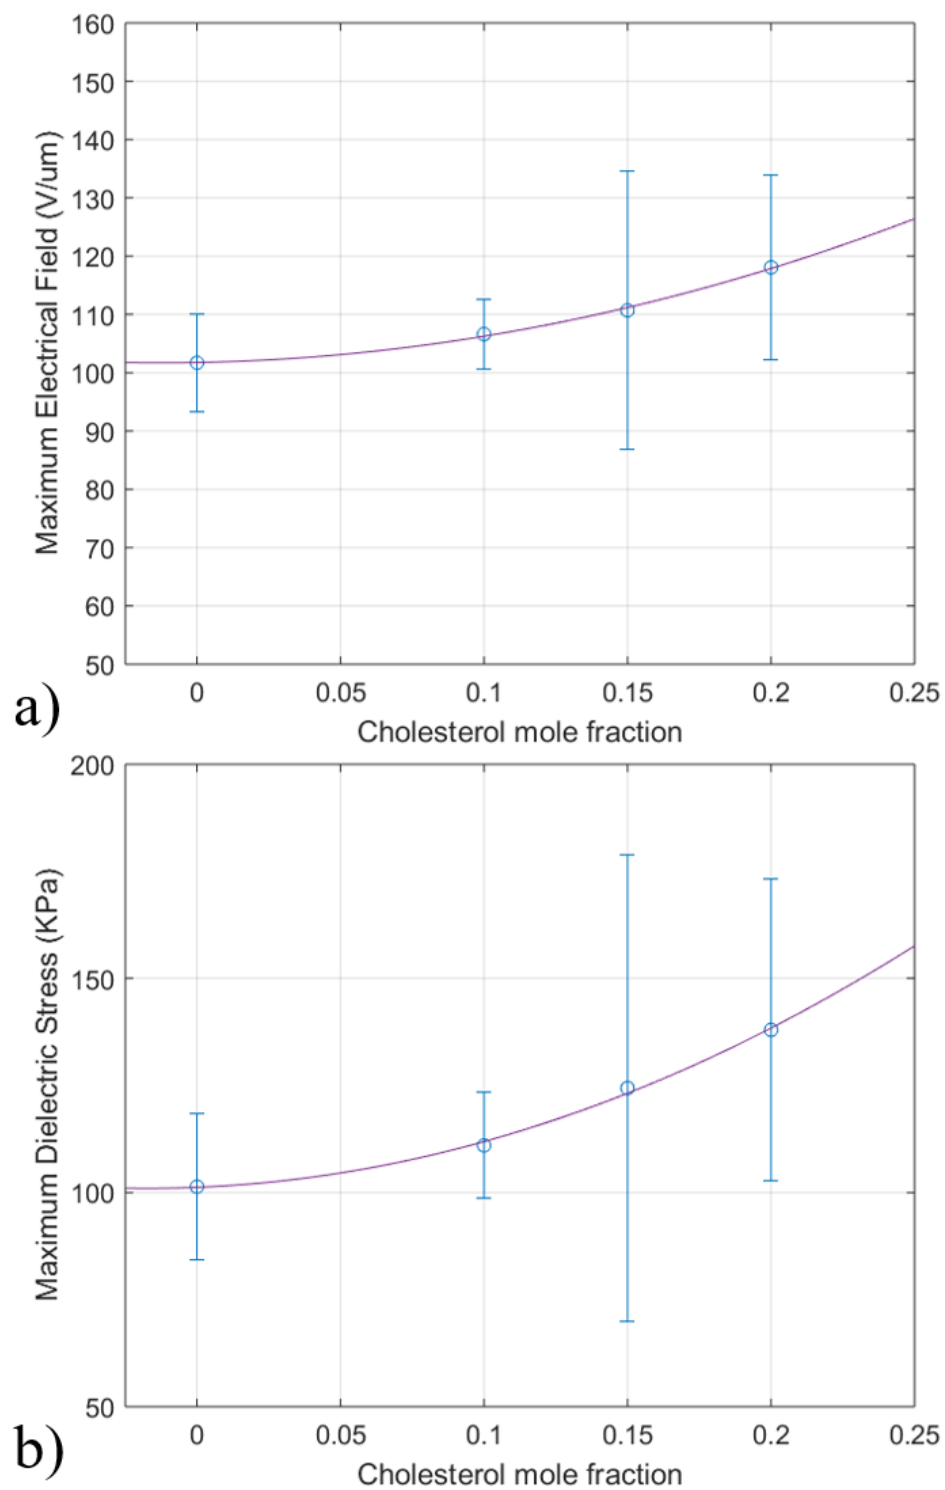 160
150
140
130
120
110
100
90
80
70
60
50
Maximum Electrical Field (V/um)
0 0.05 0.1 0.15 0.2 0.25
Cholesterol mole fraction
a)
200
150
100
50
Maximum Dielectric Stress (KPa)
0 0.05 0.1 0.15 0.2 0.25
Cholesterol mole fraction
b)